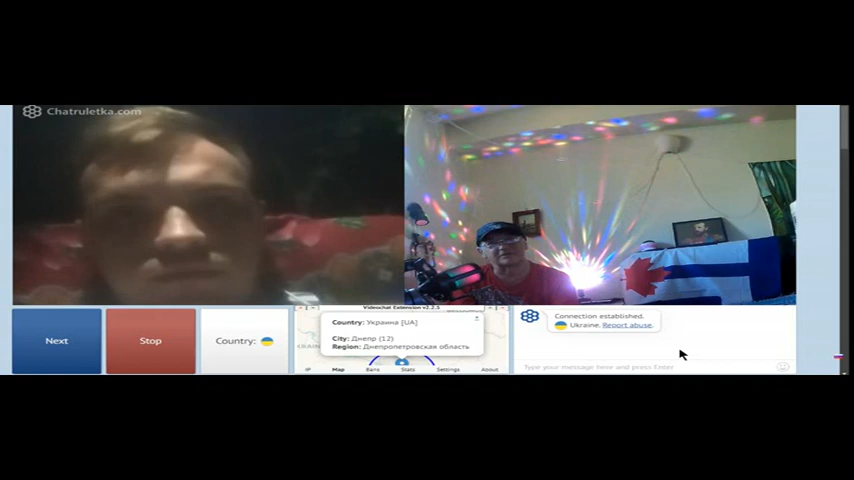 Chatruletka.com
Next
Stop
Country:
Videochat Extension v2.2.5
Country: Украина [UA]
City: Днепр (12)
Region: Днепропетровская область
IP Map Bans Stats Settings About
Connection established.
Ukraine. Report abuse.
Type your message here and press Enter